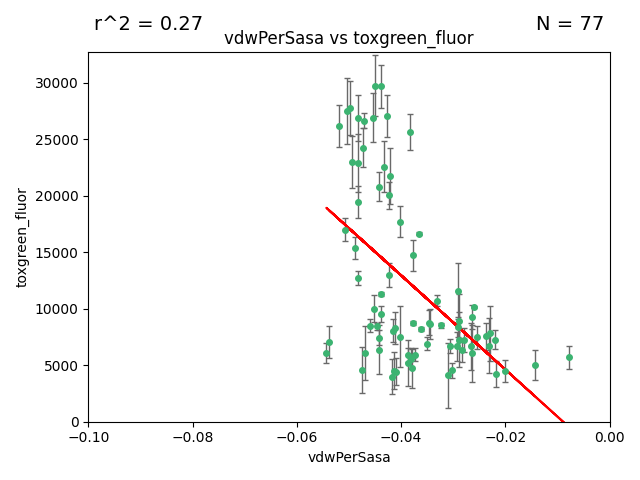 r^2 = 0.27
N = 77
vdwPerSasa vs toxgreen_fluor
30000
25000
20000
15000
10000
5000
0
toxgreen_fluor
−0.10
−0.08
−0.06
−0.04
−0.02
0.00
vdwPerSasa